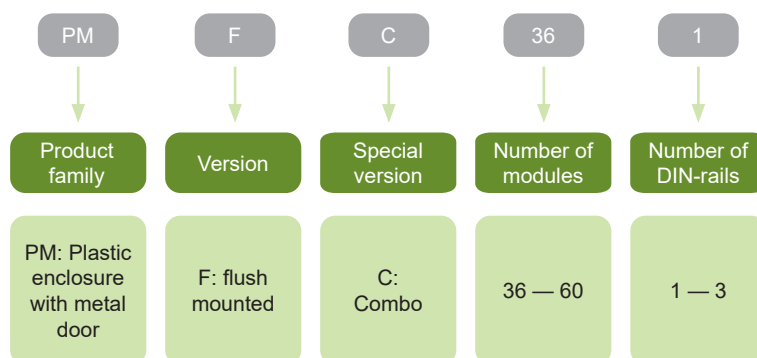 PM F C 36 1
Product family
Version
Special version
Number of modules
Number of DIN-rails
PM: Plastic enclosure with metal door
F: flush mounted
C: Combo
36 — 60
1 — 3